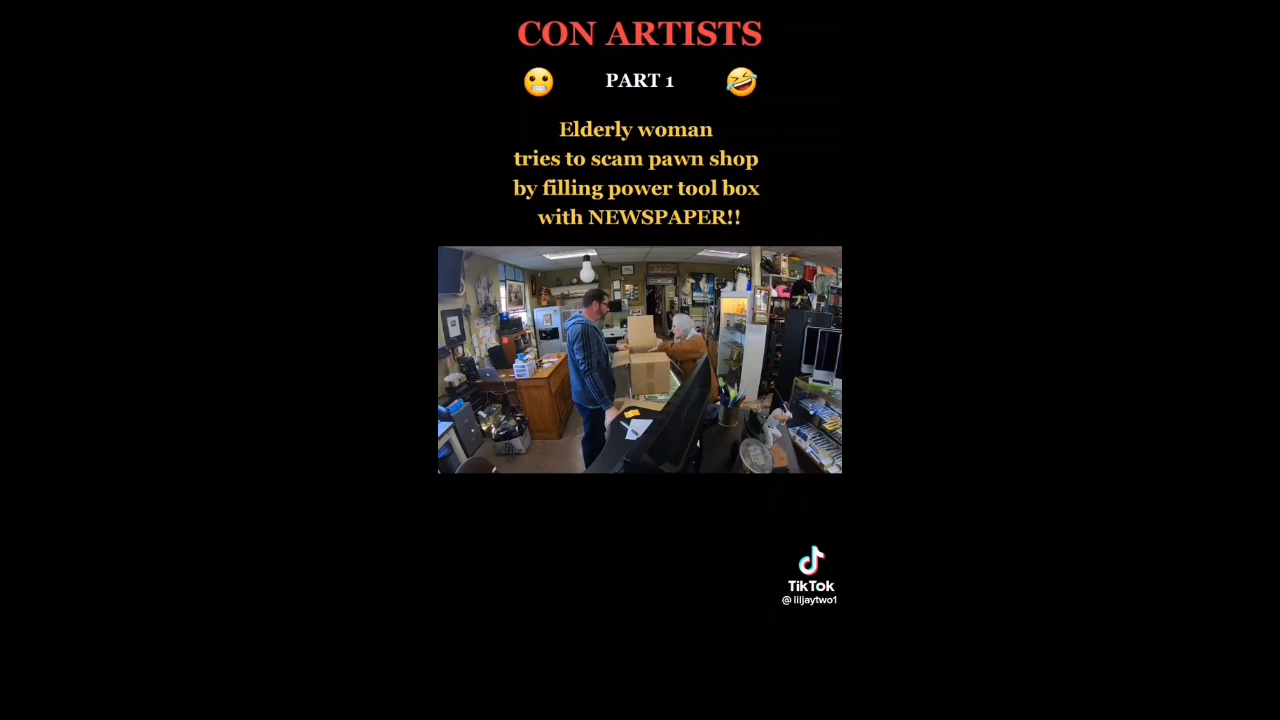 CON ARTISTS
PART 1
Elderly woman
tries to scam pawn shop
by filling power tool box
with NEWSPAPER!!
TikTok
@ liljaytwo1